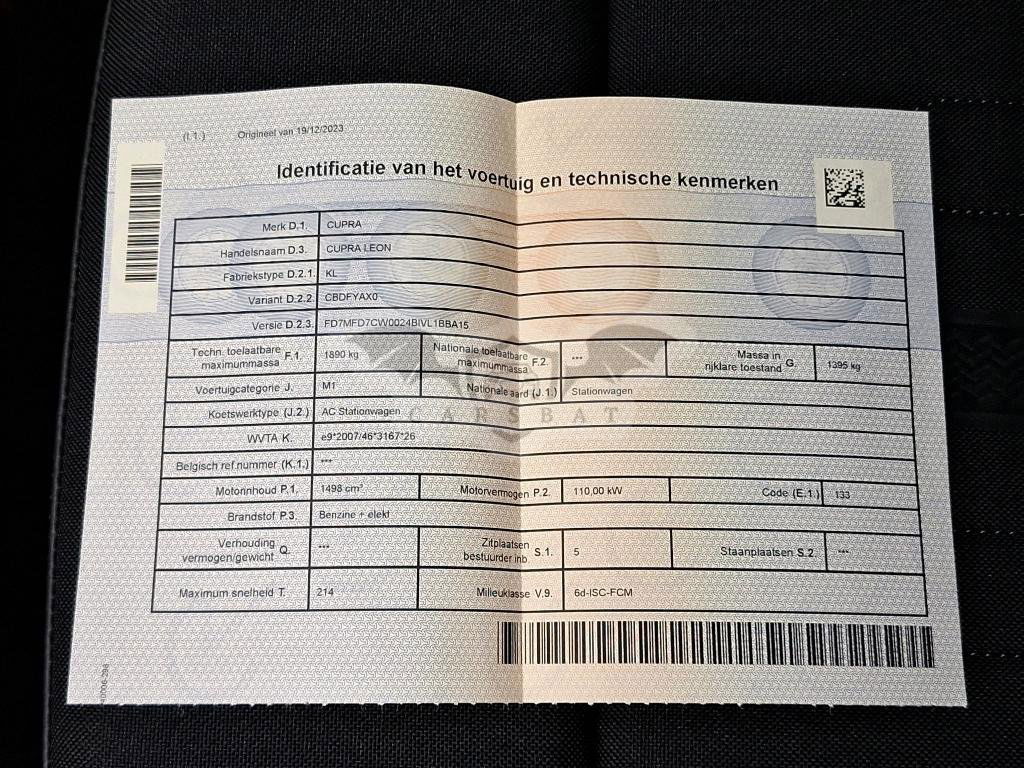 (I.1.) Origineel van 19/12/2023
Identificatie van het voertuig en technische kenmerken
Merk D.1. CUPRA
Handelsnaam D.3. CUPRA LEON
Fabriekstype D.2.1. KL
Variant D.2.2. CBDFYAX0
Versie D.2.3. FD7MFD7CW0024BIVL1BBA15
Techn. toelaatbare maximummassa F.1. 1890 kg Nationale toelaatbare maximummassa F.2. *** Massa in rijklare toestand G. 1395 kg
Voertuigcategorie J. M1 Nationale aard (J.1.) Stationwagen
Koetswerktype (J.2.) AC Stationwagen
CARSBAT
WVTA K. e9*2007/46*3167*26
Belgisch ref.nummer (K.1.) ***
Motorinhoud P.1. 1498 cm³ Motorvermogen P.2. 110,00 kW Code (E.1.) 133
Brandstof P.3. Benzine + elekt
Verhouding vermogen/gewicht Q. *** Zitplaatsen bestuurder inb. S.1. 5 Staanplaatsen S.2. ***
Maximum snelheid T. 214 Milieuklasse V.9. 6d-ISC-FCM